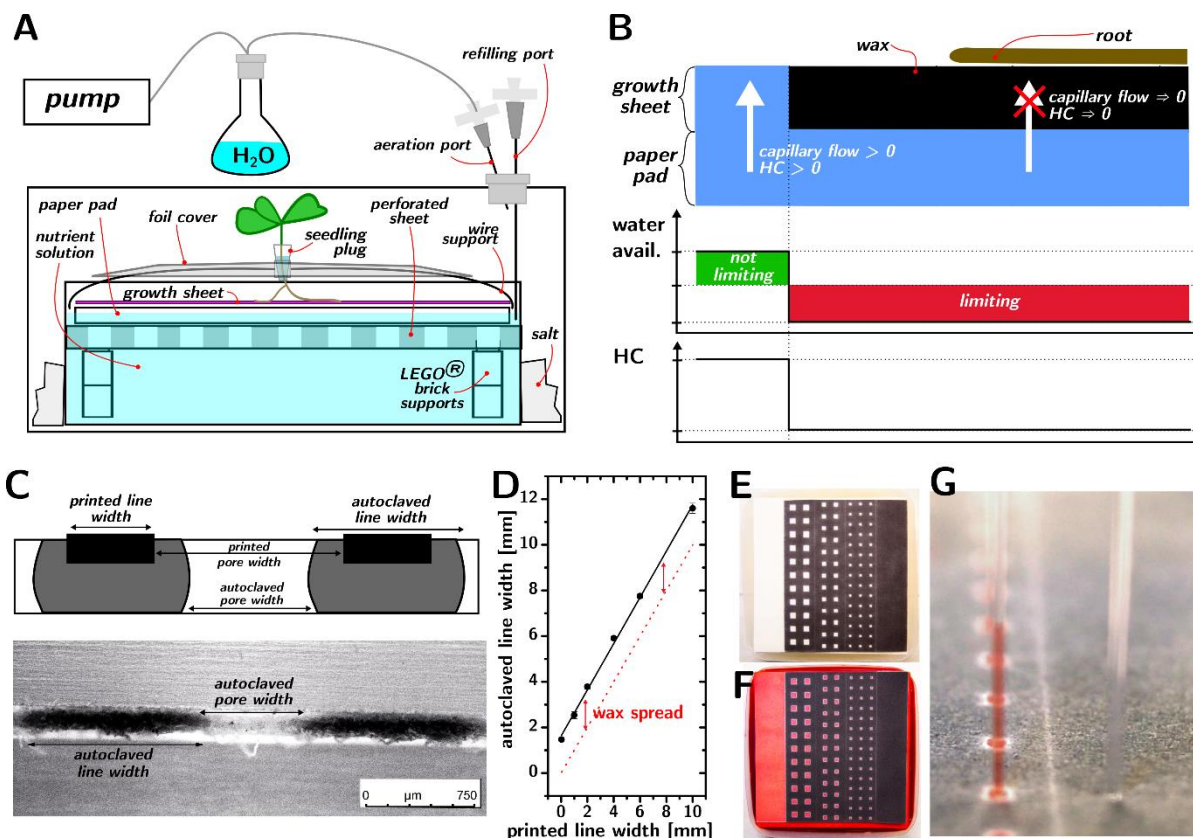 A
refilling port
pump
H₂O
aeration port
paper pad
foil cover
perforated
sheet
wire
support
nutrient
solution
seedling
plug
growth sheet
salt
LEGO®
brick
supports
B
wax
root
growth
sheet
capillary flow ⇒ 0
HC ⇒ 0
paper
pad
capillary flow > 0
HC > 0
water
avail.
not
limiting
limiting
HC
C
printed line
width
autoclaved
line width
printed
pore width
autoclaved
pore width
autoclaved
pore width
autoclaved
line width
μm
0 750
D
autoclaved line width [mm]
12
10
8
6
4
2
0
wax spread
0 2 4 6 8 10
printed line width [mm]
E
F
G